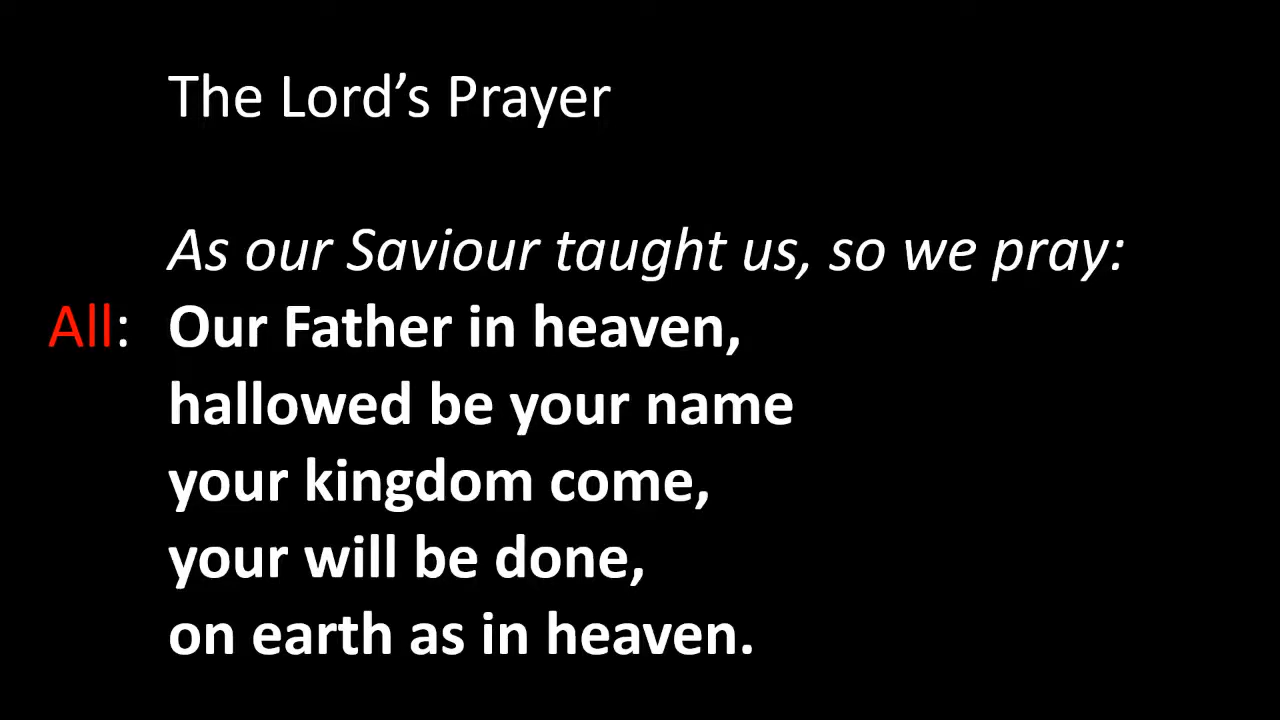 The Lord’s Prayer
As our Saviour taught us, so we pray:
All: Our Father in heaven,
hallowed be your name
your kingdom come,
your will be done,
on earth as in heaven.